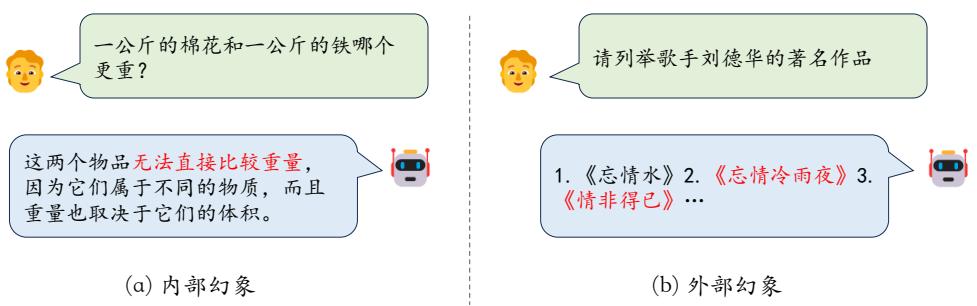 一公斤的棉花和一公斤的铁哪个
更重？
这两个物品无法直接比较重量，
因为它们属于不同的物质，而且
重量也取决于它们的体积。
(a) 内部幻象
请列举歌手刘德华的著名作品
1.《忘情水》2.《忘情冷雨夜》3.
《情非得已》…
(b) 外部幻象